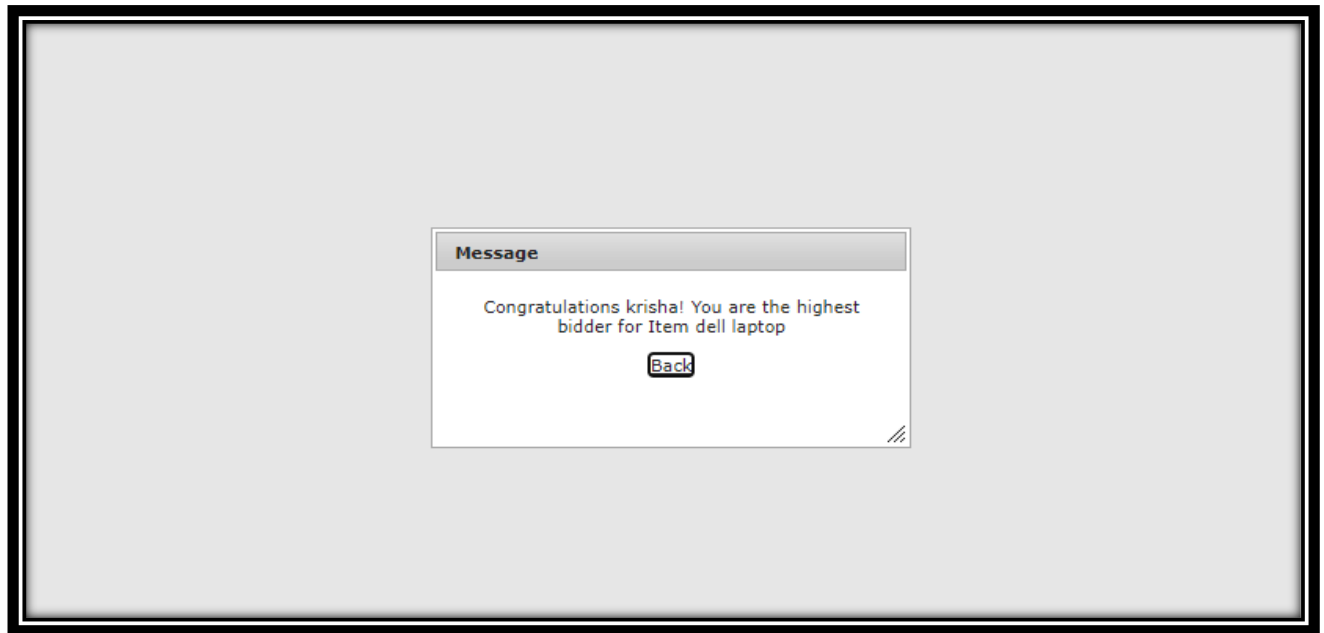 Message
Congratulations krisha! You are the highest
bidder for Item dell laptop
Back